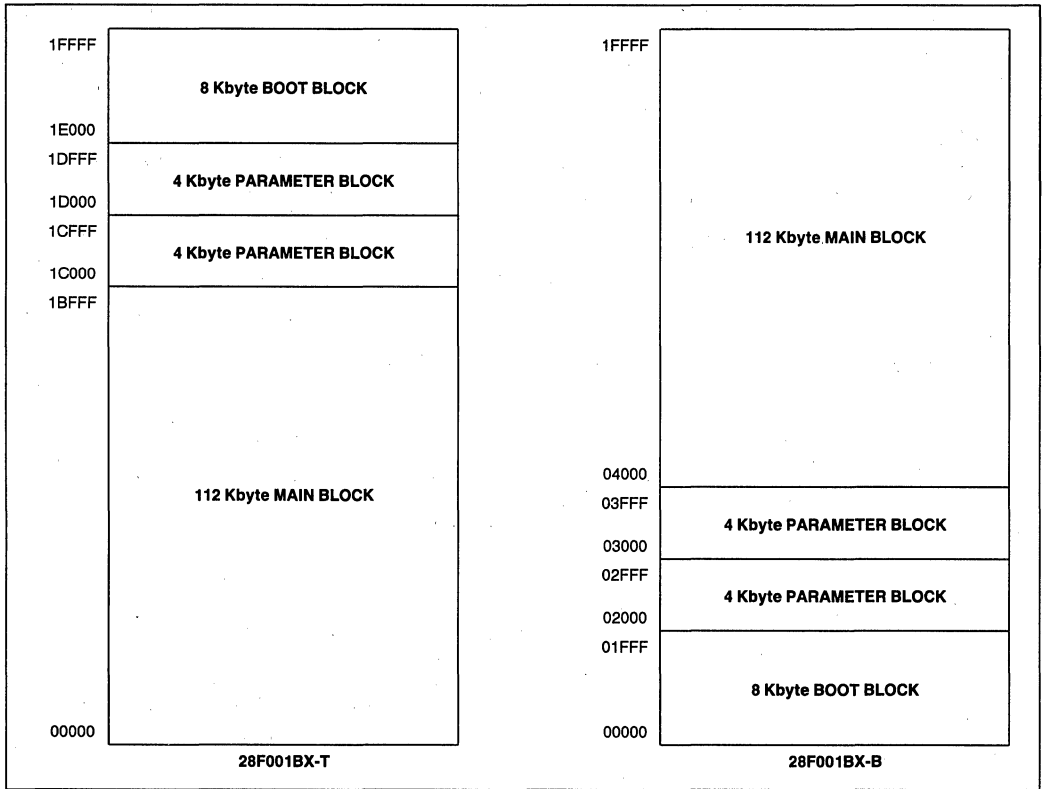 1FFFF
8 Kbyte BOOT BLOCK
1E000
1DFFF
4 Kbyte PARAMETER BLOCK
1D000
1CFFF
4 Kbyte PARAMETER BLOCK
1C000
1BFFF
112 Kbyte MAIN BLOCK
00000
28F001BX-T
1FFFF
112 Kbyte MAIN BLOCK
04000
03FFF
4 Kbyte PARAMETER BLOCK
03000
02FFF
4 Kbyte PARAMETER BLOCK
02000
01FFF
8 Kbyte BOOT BLOCK
00000
28F001BX-B